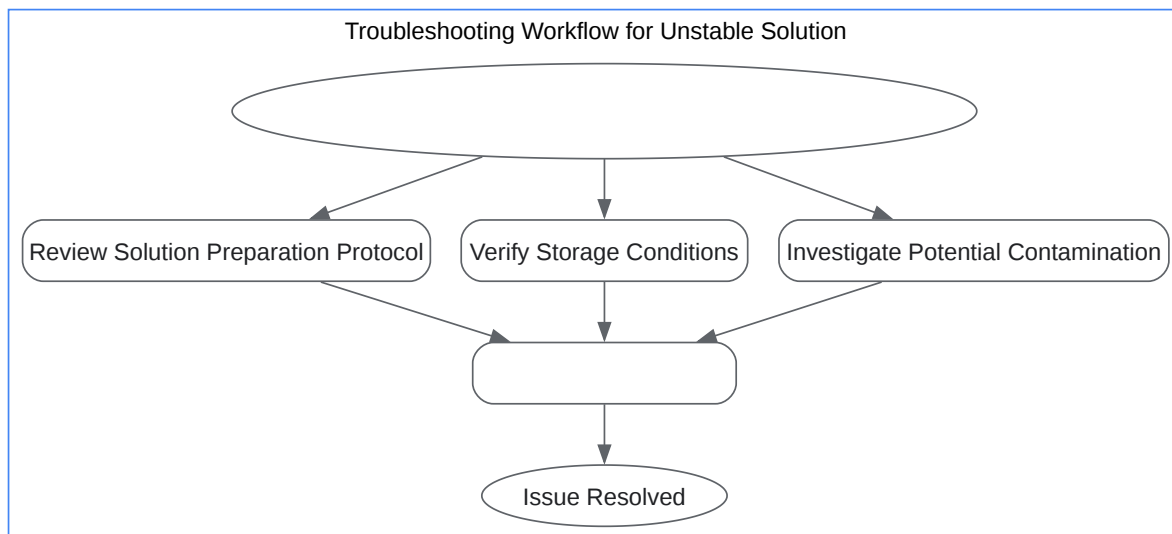 Troubleshooting Workflow for Unstable Solution
Review Solution Preparation Protocol
Verify Storage Conditions
Investigate Potential Contamination
Issue Resolved